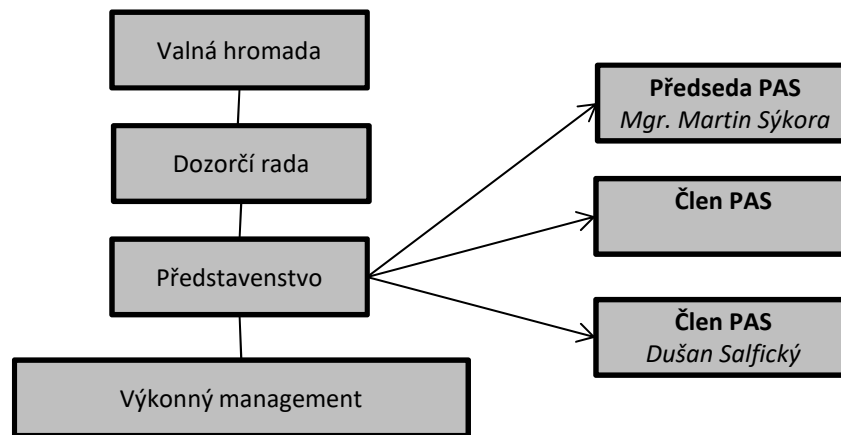 Valná hromada
Dozorčí rada
Představenstvo
Výkonný management
Předseda PAS
Mgr. Martin Sýkora
Člen PAS
Člen PAS
Dušan Salfický